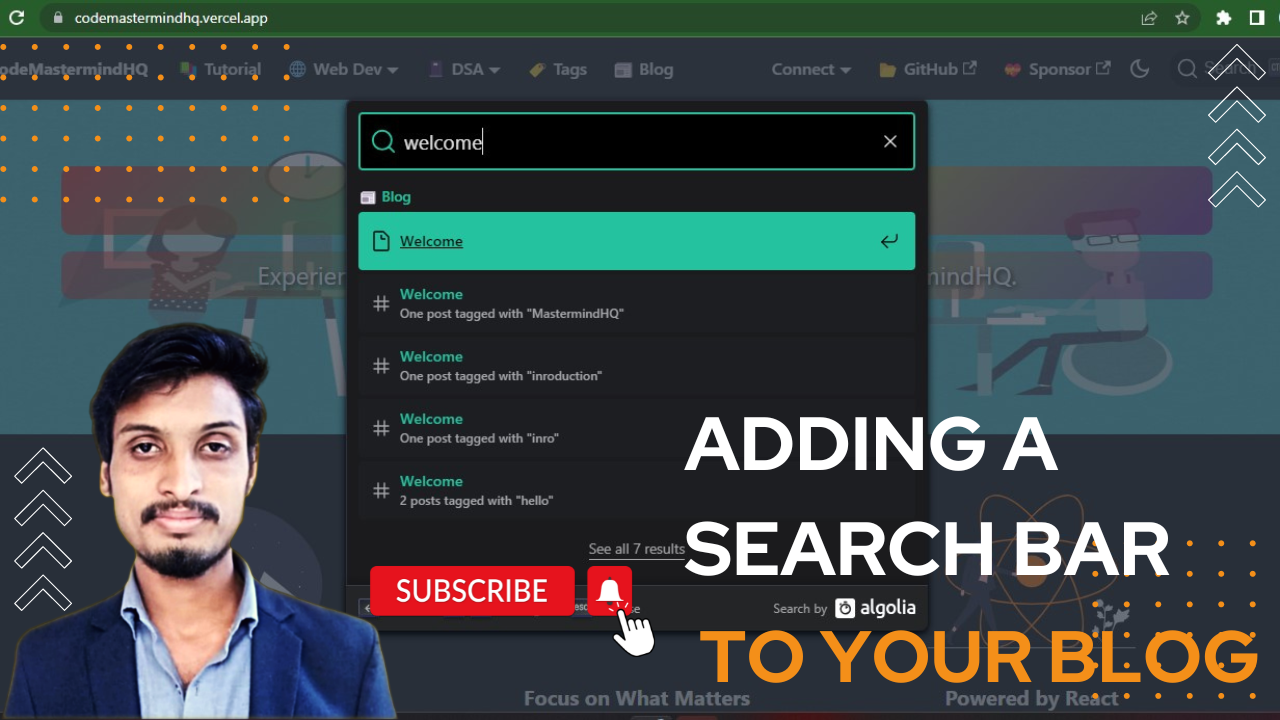 codemastermindhq.vercel.app
odeMastermindHQ Tutorial Web Dev DSA Tags Blog Connect GitHub Sponsor Search
welcome
Blog
Welcome
Experien
mindHQ.
Welcome
One post tagged with "MastermindHQ"
Welcome
One post tagged with "inroduction"
Welcome
One post tagged with "inro"
Welcome
2 posts tagged with "hello"
See all 7 results
ADDING A
SEARCH BAR
TO YOUR BLOG
SUBSCRIBE
Search by algolia
Focus on What Matters
Powered by React